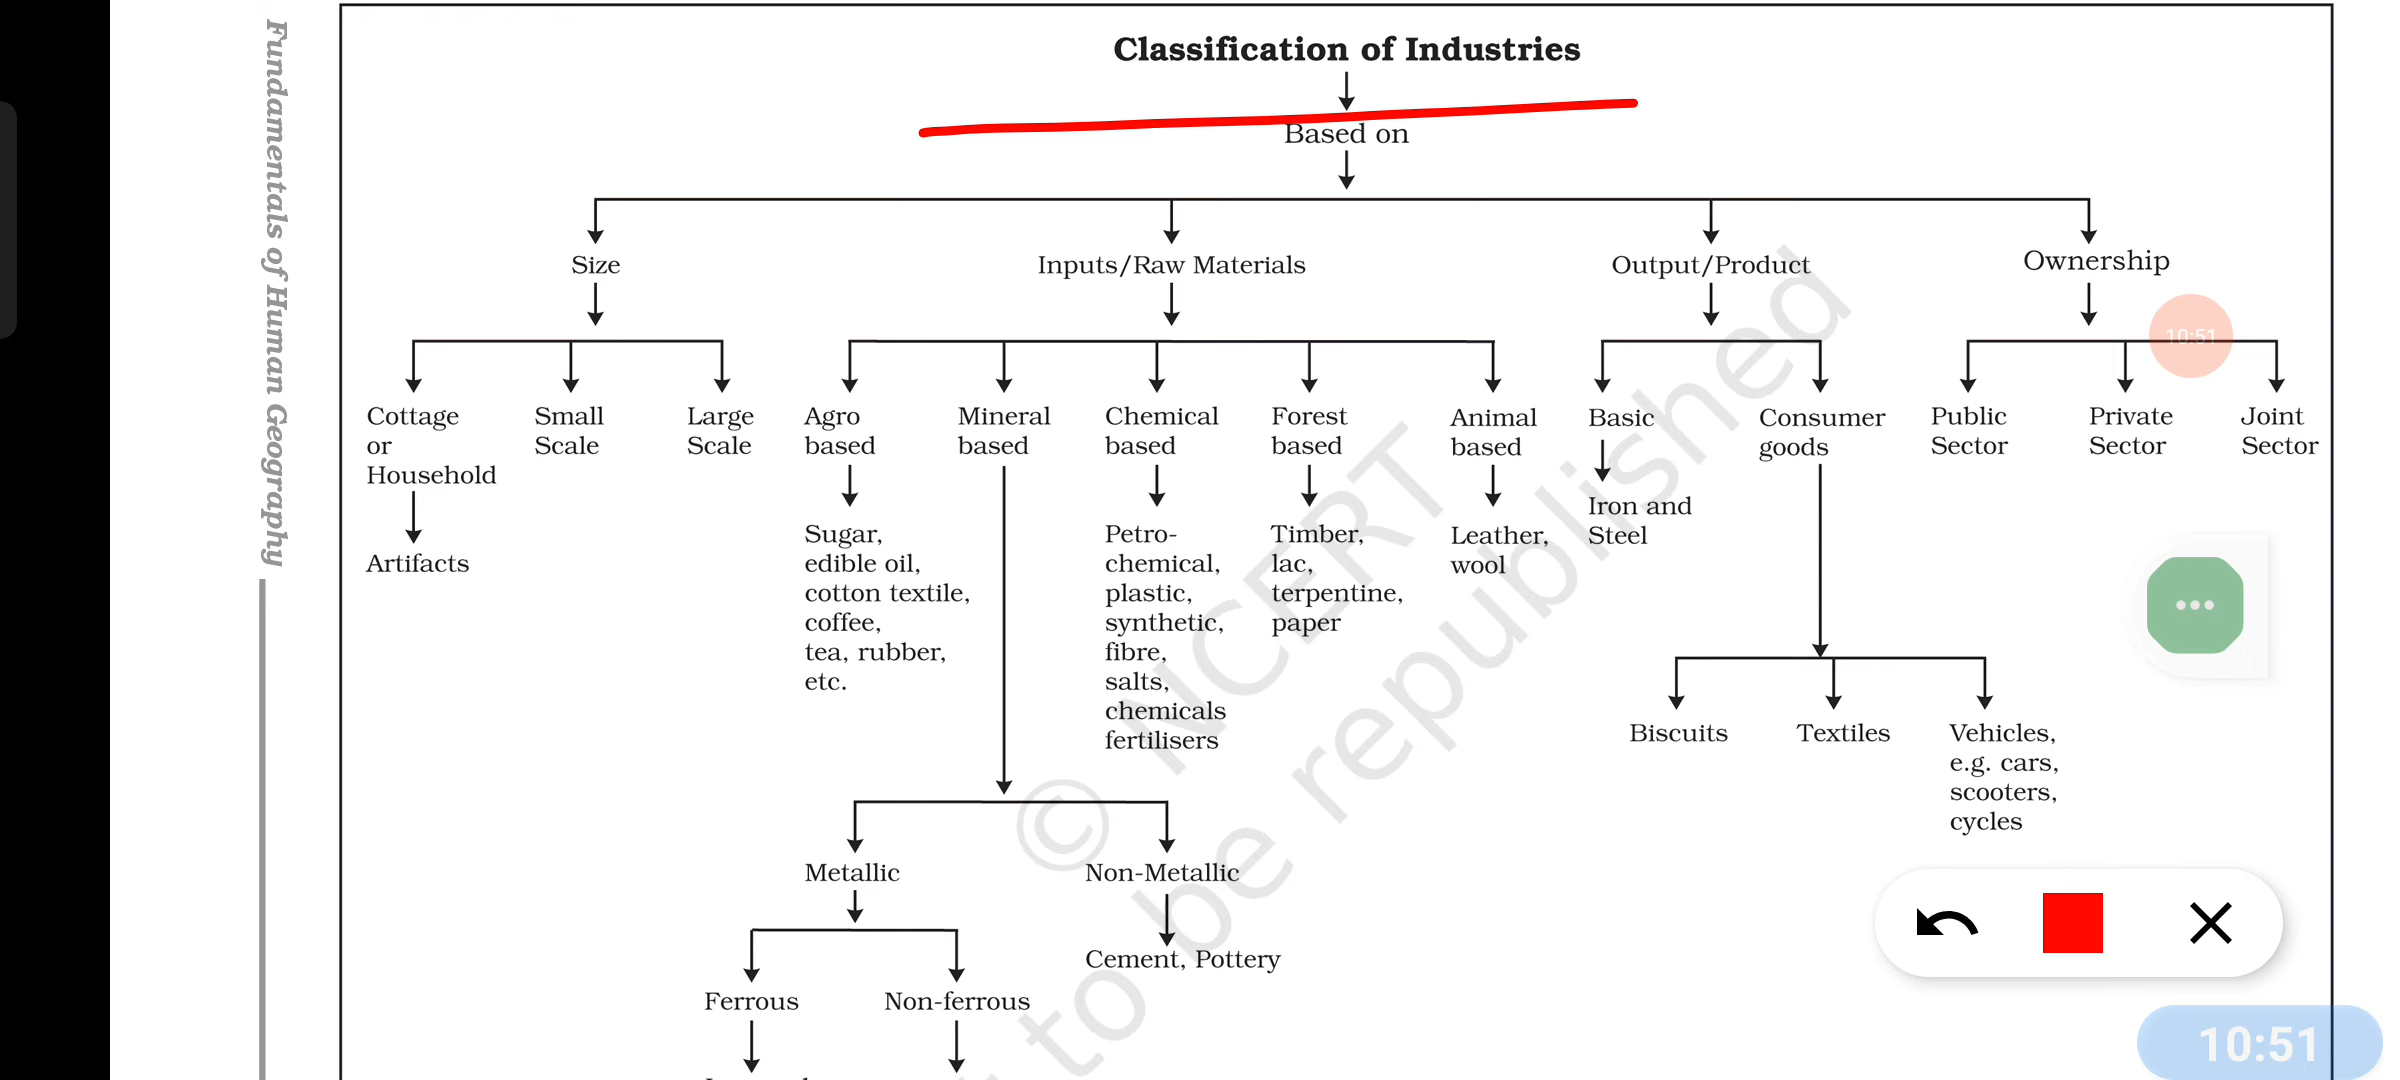 Fundamentals of Human Geography
Classification of Industries
Based on
Size
Inputs/Raw Materials
Output/Product
Ownership
Cottage
or
Household
Artifacts
Small
Scale
Large
Scale
Agro
based
Sugar,
edible oil,
cotton textile,
coffee,
tea, rubber,
etc.
Mineral
based
Chemical
based
Petro-
chemical,
plastic,
synthetic,
fibre,
salts,
chemicals
fertilisers
Forest
based
Timber,
lac,
terpentine,
paper
Animal
based
Leather,
wool
Basic
Iron and
Steel
Consumer
goods
Biscuits
Textiles
Vehicles,
e.g. cars,
scooters,
cycles
Public
Sector
Private
Sector
Joint
Sector
Metallic
Non-Metallic
Cement, Pottery
Ferrous
Non-ferrous
© NCERT
to be republished
10:51
10:51